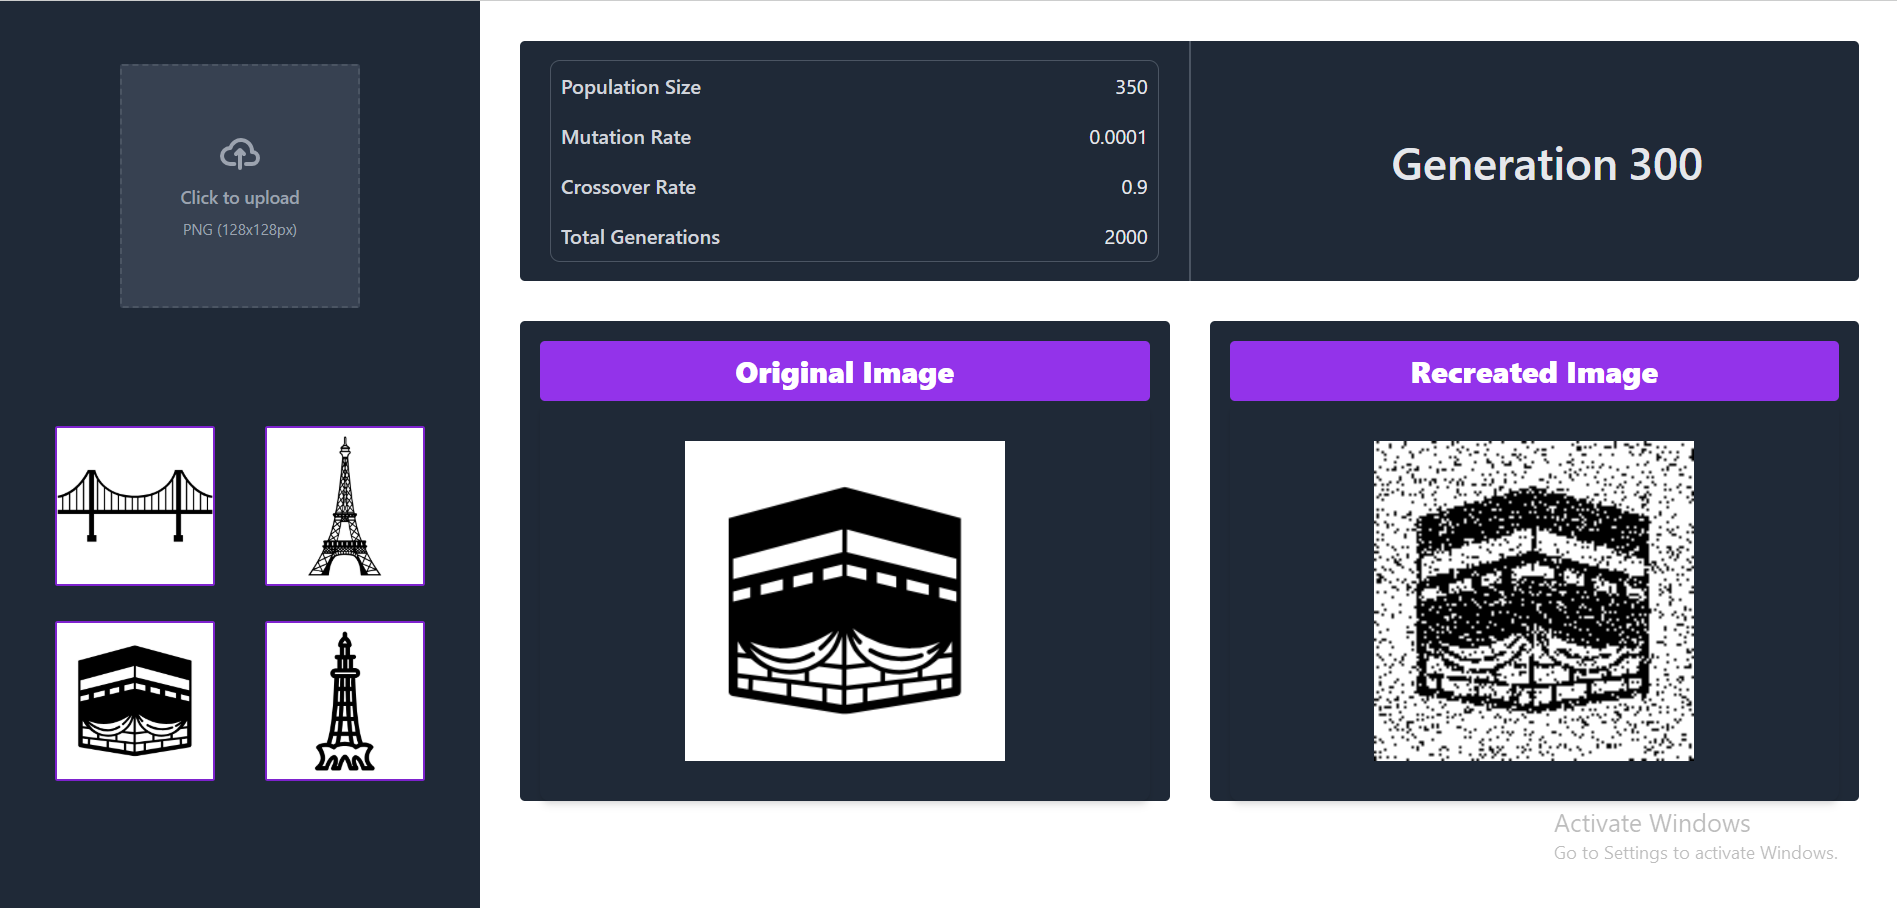 Click to upload
PNG (128x128px)
Population Size 350
Mutation Rate 0.0001
Crossover Rate 0.9
Total Generations 2000
Generation 300
Original Image
Recreated Image
Activate Windows
Go to Settings to activate Windows.